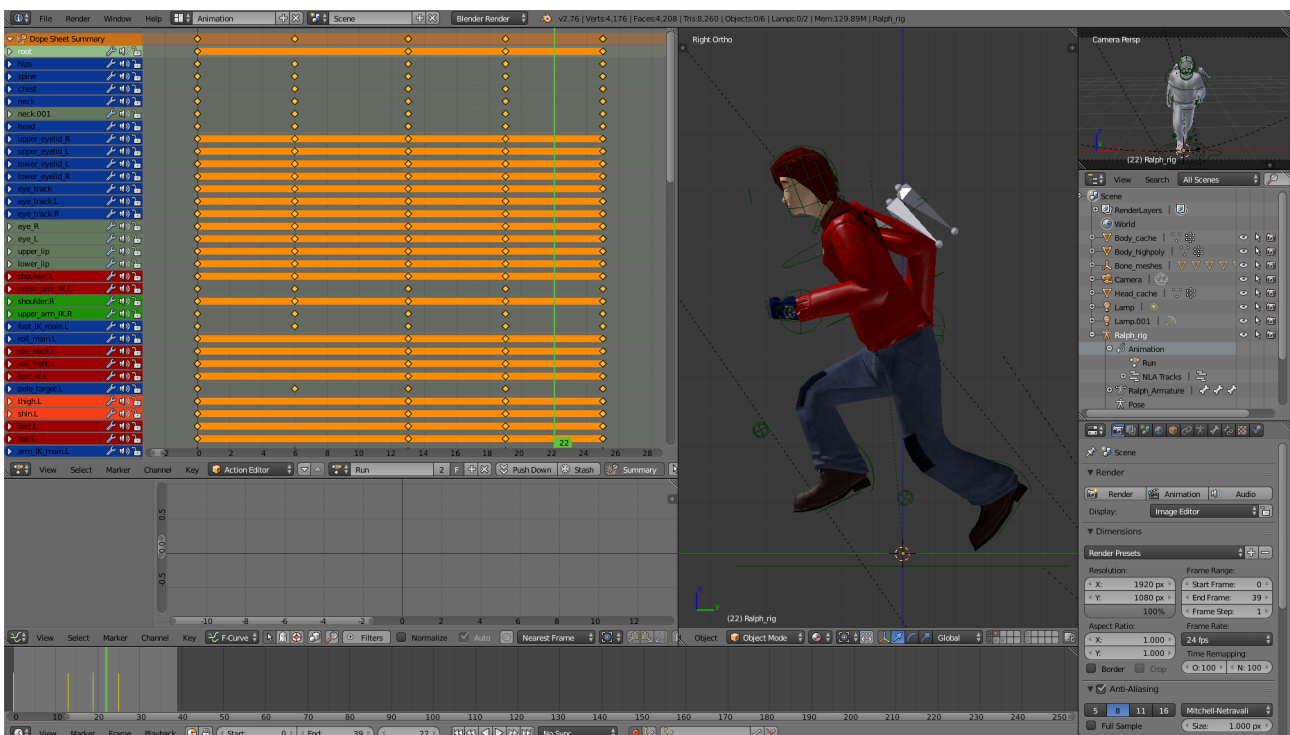 File Render Window Help Animation Scene Blender Render v2.76 | Verts:4,176 | Faces:4,208 | Tris:8,260 | Objects:0/6 | Lamps:0/2 | Mem:129.89M | Ralph_rig
Dope Sheet Summary
root
hips
spine
chest
neck
neck.001
head
upper_eyelid_R
upper_eyelid_L
lower_eyelid_L
lower_eyelid_R
eye_track
eye_track.L
eye_track.R
eye_R
eye_L
upper_lip
lower_lip
shoulder.L
upper_arm_IK.L
shoulder.R
upper_arm_IK.R
foot_IK_main.L
roll_main.L
roll_back.L
roll_front.L
foot_IK.L
pole_target.L
thigh.L
shin.L
foot.L
toe.L
arm_IK_main.L
-2 0 2 4 6 8 10 12 14 16 18 20 22 24 26 28
22
View Select Marker Channel Key Action Editor Run 2 F Push Down Stash Summary
0.5
0.0
-0.5
-10 -8 -6 -4 -2 0 2 4 6 8 10 12
View Select Marker Channel Key F-Curve Filters Normalize Auto Nearest Frame
Right Ortho
(22) Ralph_rig
Object Object Mode Global
Camera Persp
(22) Ralph_rig
View Search All Scenes
Scene
RenderLayers
World
Body_cache
Body_highpoly
Bone_meshes
Camera
Head_cache
Lamp
Lamp.001
Ralph_rig
Animation
Run
NLA Tracks
Ralph_Armature
Pose
Scene
Render
Render Animation Audio
Display: Image Editor
Dimensions
Render Presets
Resolution: Frame Range:
X: 1920 px Start Frame: 0
Y: 1080 px End Frame: 39
100% Frame Step: 1
Aspect Ratio: Frame Rate:
X: 1.000 24 fps
Y: 1.000 Time Remapping:
Border Crop O: 100 N: 100
Anti-Aliasing
5 8 11 16 Mitchell-Netravali
Full Sample Size: 1.000 px
0 10 20 30 40 50 60 70 80 90 100 110 120 130 140 150 160 170 180 190 200 210 220 230 240 250
View Marker Frame Playback Start: 0 End: 39 22 No Sync